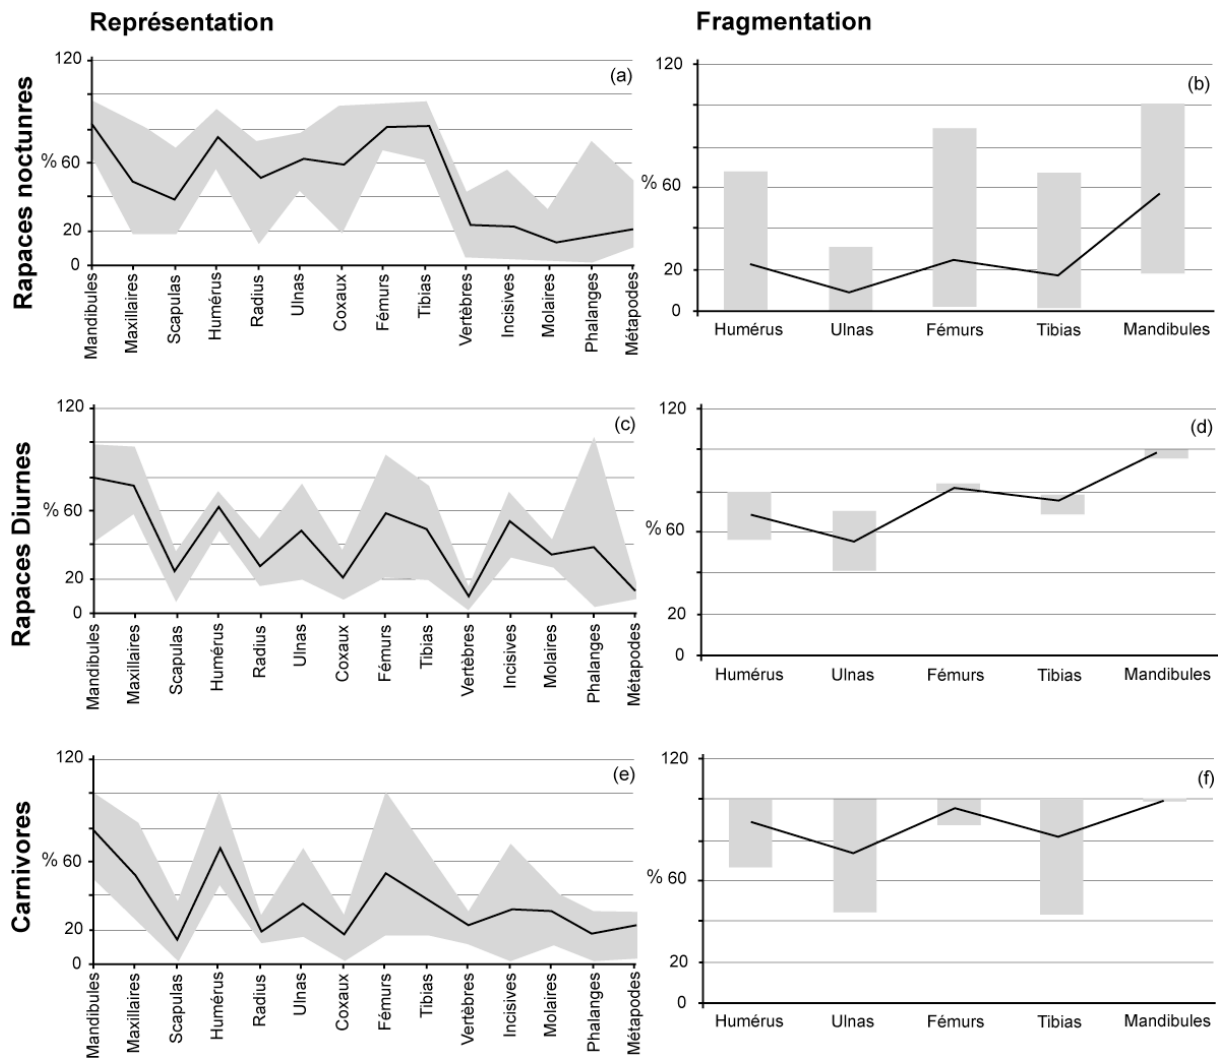 Représentation
Fragmentation
Rapaces noctunres
120
% 60
20
0
(a)
Mandibules
Maxillaires
Scapulas
Humérus
Radius
Ulnas
Coxaux
Fémurs
Tibias
Vertèbres
Incisives
Molaires
Phalanges
Métapodes
120
% 60
20
0
(b)
Humérus
Ulnas
Fémurs
Tibias
Mandibules
Rapaces Diurnes
120
% 60
20
0
(c)
Mandibules
Maxillaires
Scapulas
Humérus
Radius
Ulnas
Coxaux
Fémurs
Tibias
Vertèbres
Incisives
Molaires
Phalanges
Métapodes
120
% 60
20
0
(d)
Humérus
Ulnas
Fémurs
Tibias
Mandibules
Carnivores
120
% 60
20
0
(e)
Mandibules
Maxillaires
Scapulas
Humérus
Radius
Ulnas
Coxaux
Fémurs
Tibias
Vertèbres
Incisives
Molaires
Phalanges
Métapodes
120
% 60
20
0
(f)
Humérus
Ulnas
Fémurs
Tibias
Mandibules